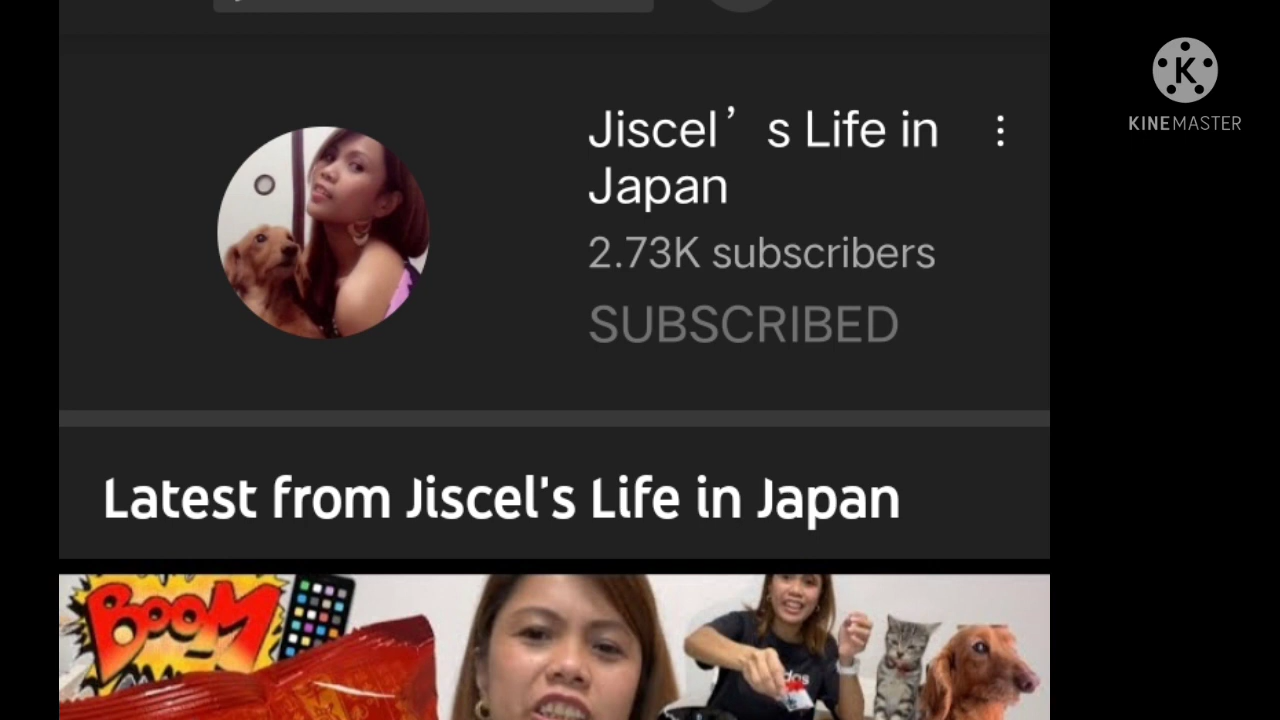 Jiscel’s Life in
Japan
2.73K subscribers
SUBSCRIBED
Latest from Jiscel's Life in Japan
BOOM
K
KINEMASTER